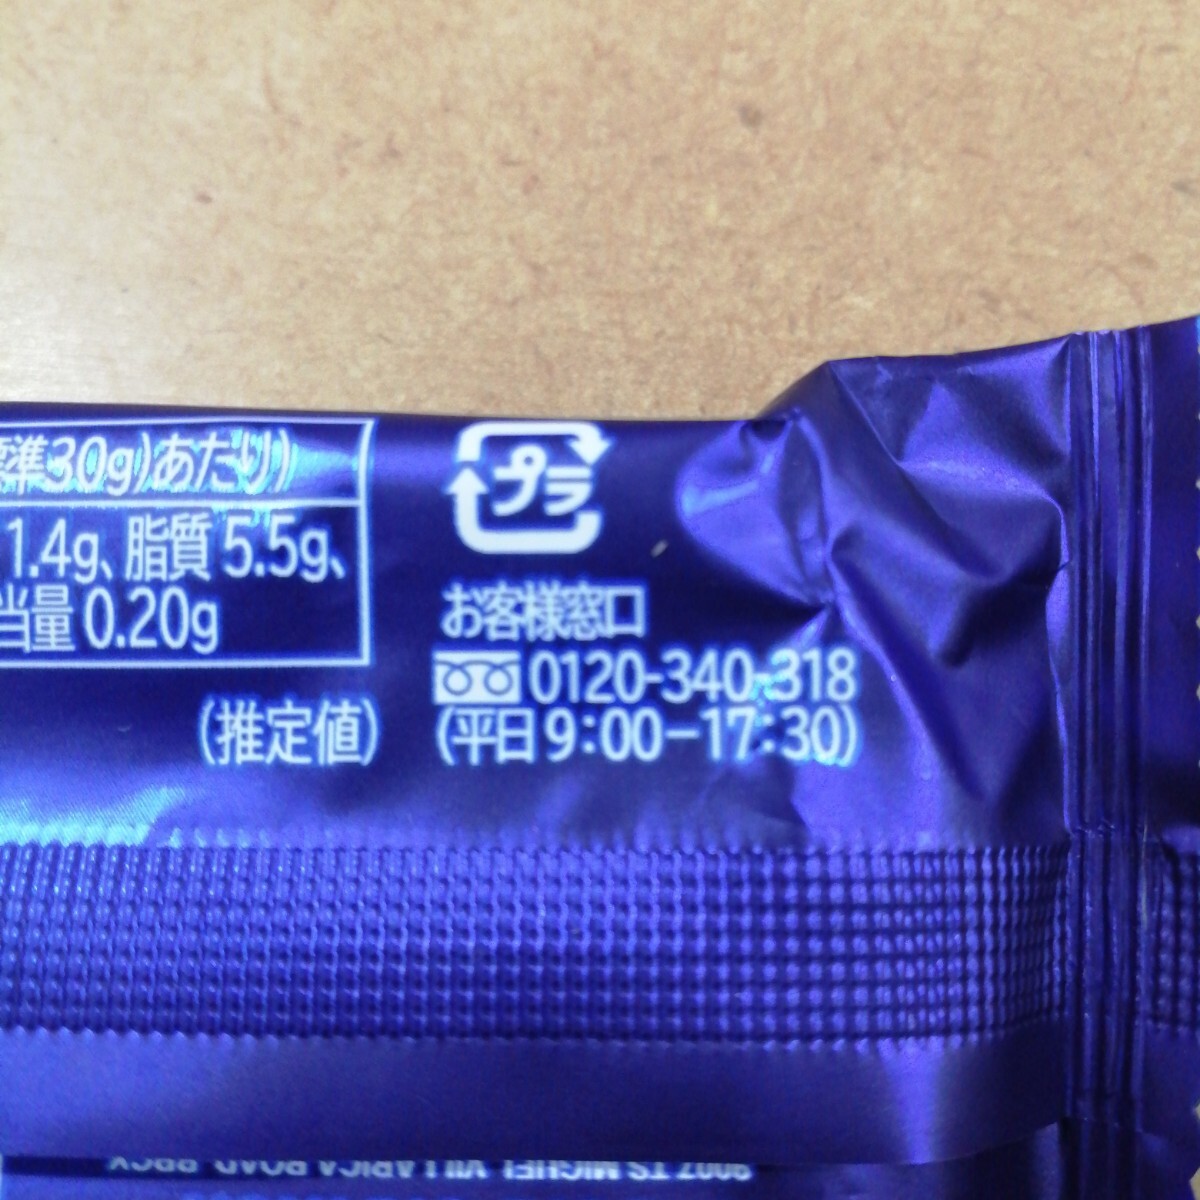 標準30g)あたり)
1.4g、脂質 5.5g、
当量 0.20g
(推定値)
プラ
お客様窓口
0120-340-318
(平日 9:00-17:30)